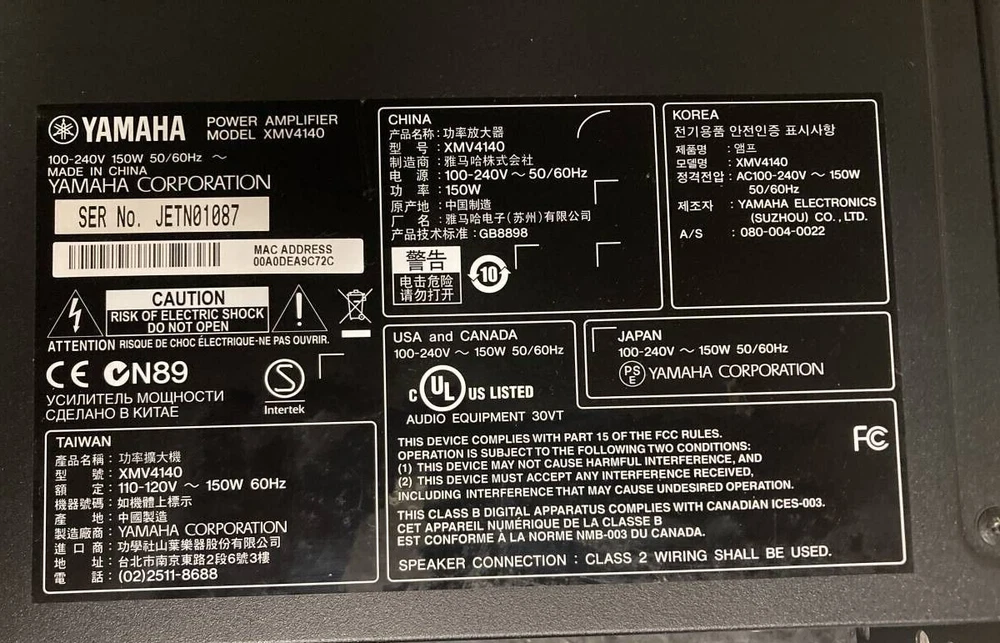 YAMAHA POWER AMPLIFIER
MODEL XMV4140
100-240V 150W 50/60Hz ～
MADE IN CHINA
YAMAHA CORPORATION
SER No. JETN01087
MAC ADDRESS
00A0DEA9C72C
CAUTION
RISK OF ELECTRIC SHOCK
DO NOT OPEN
ATTENTION RISQUE DE CHOC ÉLECTRIQUE-NE PAS OUVRIR.
CE N89
S
Intertek
УСИЛИТЕЛЬ МОЩНОСТИ
СДЕЛАНО В КИТАЕ
TAIWAN
產品名稱：功率擴大機
型 號：XMV4140
額 定：110-120V ～ 150W 60Hz
機器號碼：如機體上標示
產 地：中國製造
製造廠商：YAMAHA CORPORATION
進 口 商：功學社山葉樂器股份有限公司
地 址：台北市南京東路2段6號3樓
電 話：(02)2511-8688
CHINA
产品名称：功率放大器
型 号：XMV4140
制造商：雅马哈株式会社
电 源：100-240V ～ 50/60Hz
功 率：150W
原产地：中国制造
厂 名：雅马哈电子(苏州)有限公司
产品技术标准：GB8898
警告
电击危险
请勿打开
10
KOREA
전기용품 안전인증 표시사항
제품명 : 앰프
모델명 : XMV4140
정격전압 : AC100-240V ～ 150W
50/60Hz
제조자 : YAMAHA ELECTRONICS
(SUZHOU) CO., LTD.
A/S : 080-004-0022
USA and CANADA
100-240V ～ 150W 50/60Hz
C UL US LISTED
AUDIO EQUIPMENT 30VT
JAPAN
100-240V ～ 150W 50/60Hz
PSE YAMAHA CORPORATION
THIS DEVICE COMPLIES WITH PART 15 OF THE FCC RULES.
OPERATION IS SUBJECT TO THE FOLLOWING TWO CONDITIONS:
(1) THIS DEVICE MAY NOT CAUSE HARMFUL INTERFERENCE, AND
(2) THIS DEVICE MUST ACCEPT ANY INTERFERENCE RECEIVED,
INCLUDING INTERFERENCE THAT MAY CAUSE UNDESIRED OPERATION.
FC
THIS CLASS B DIGITAL APPARATUS COMPLIES WITH CANADIAN ICES-003.
CET APPAREIL NUMÉRIQUE DE LA CLASSE B
EST CONFORME À LA NORME NMB-003 DU CANADA.
SPEAKER CONNECTION : CLASS 2 WIRING SHALL BE USED.